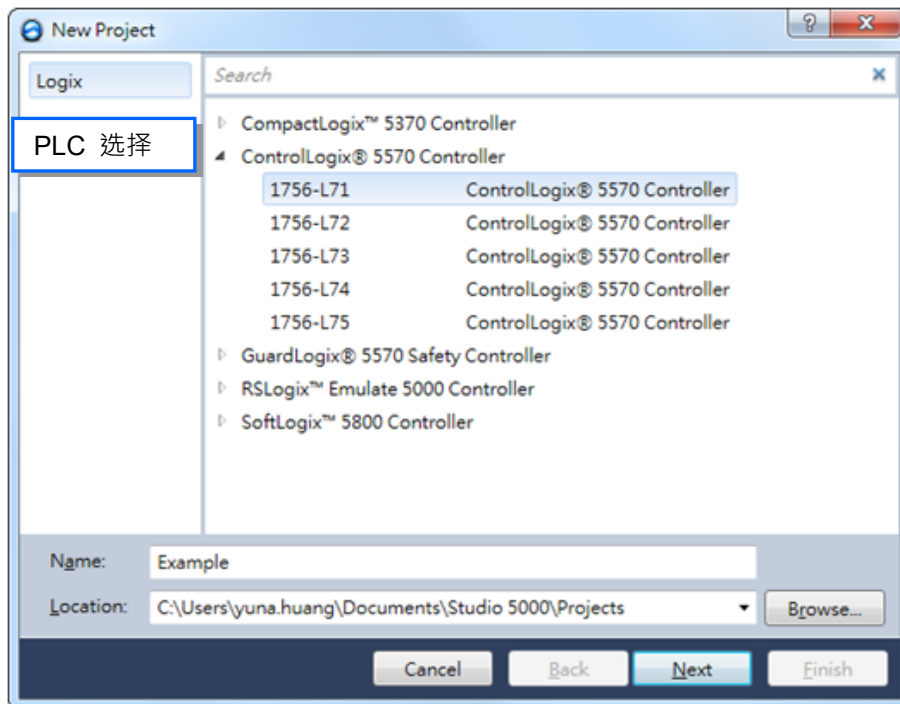 New Project
Logix
Search
PLC 选择
CompactLogix™ 5370 Controller
ControlLogix® 5570 Controller
1756-L71 ControlLogix® 5570 Controller
1756-L72 ControlLogix® 5570 Controller
1756-L73 ControlLogix® 5570 Controller
1756-L74 ControlLogix® 5570 Controller
1756-L75 ControlLogix® 5570 Controller
GuardLogix® 5570 Safety Controller
RSLogix™ Emulate 5000 Controller
SoftLogix™ 5800 Controller
Name: Example
Location: C:\Users\yuna.huang\Documents\Studio 5000\Projects Browse...
Cancel Back Next Finish